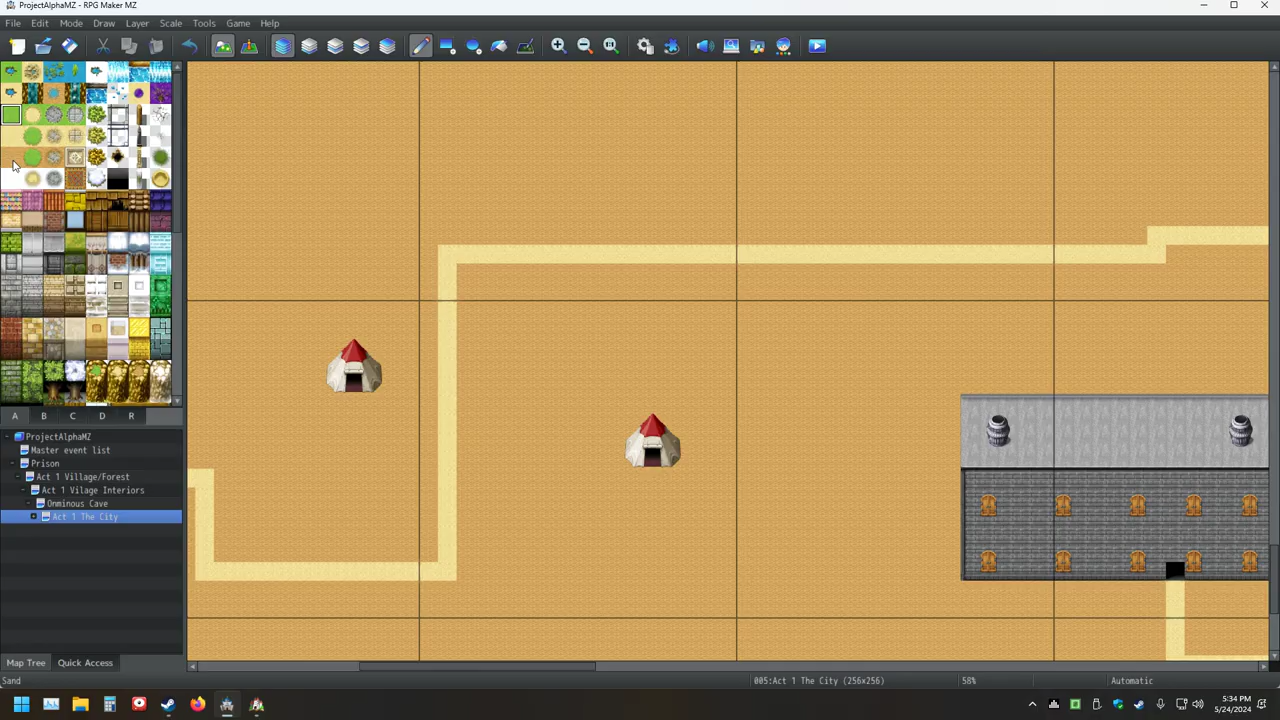 ProjectAlphaMZ - RPG Maker MZ
File Edit Mode Draw Layer Scale Tools Game Help
A B C D R
ProjectAlphaMZ
Master event list
Prison
Act 1 Village/Forest
Act 1 Vilage Interiors
Onminous Cave
Act 1 The City
Map Tree Quick Access
Sand 005:Act 1 The City (256x256) 58% Automatic
5:34 PM
5/24/2024